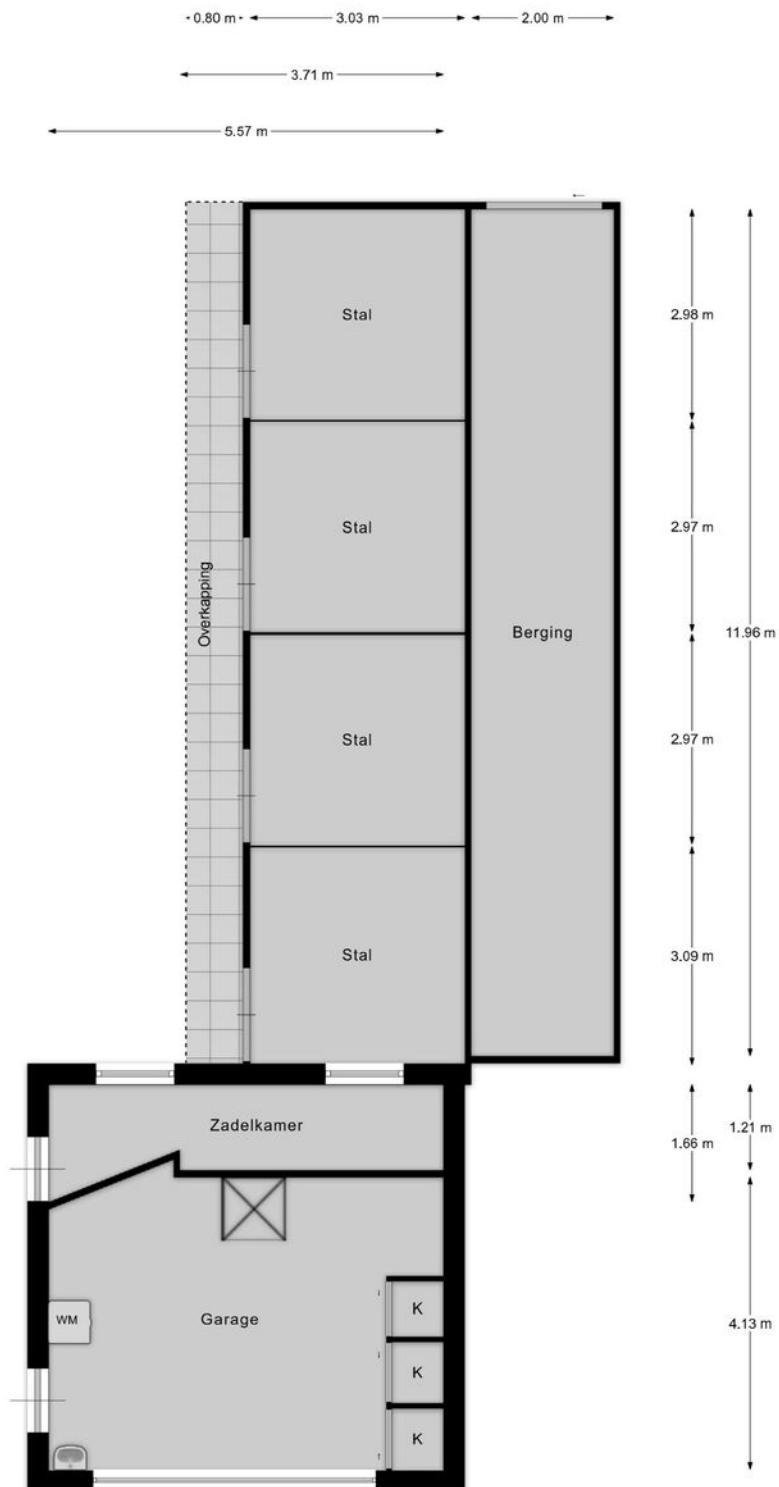 0.80 m
3.03 m
2.00 m
3.71 m
5.57 m
Stal
2.98 m
Stal
2.97 m
Overkapping
Berging
11.96 m
Stal
2.97 m
Stal
3.09 m
Zadelkamer
1.66 m
1.21 m
WM
Garage
K
4.13 m
K
K